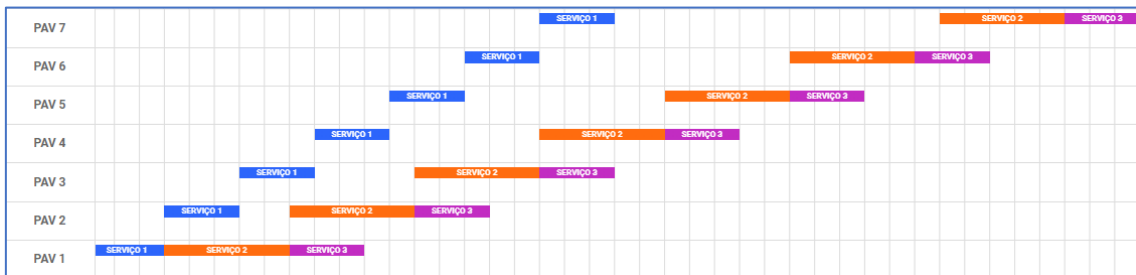 PAV 7 SERVIÇO 1 SERVIÇO 2 SERVIÇO 3
PAV 6 SERVIÇO 1 SERVIÇO 2 SERVIÇO 3
PAV 5 SERVIÇO 1 SERVIÇO 2 SERVIÇO 3
PAV 4 SERVIÇO 1 SERVIÇO 2 SERVIÇO 3
PAV 3 SERVIÇO 1 SERVIÇO 2 SERVIÇO 3
PAV 2 SERVIÇO 1 SERVIÇO 2 SERVIÇO 3
PAV 1 SERVIÇO 1 SERVIÇO 2 SERVIÇO 3